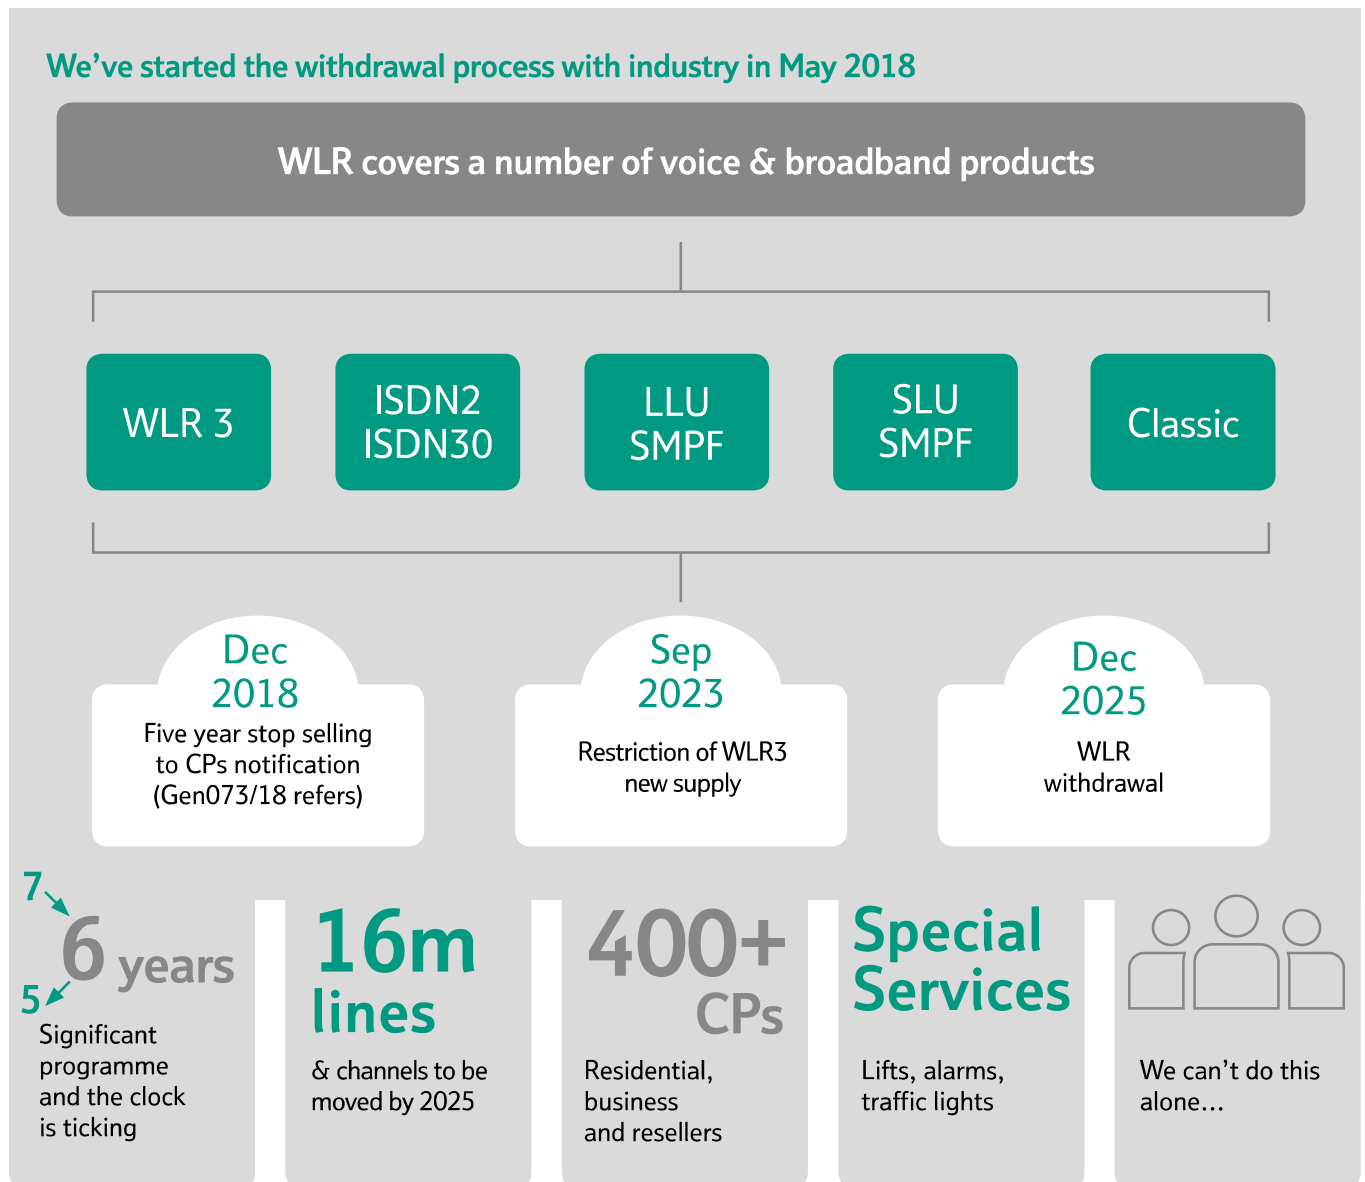 We’ve started the withdrawal process with industry in May 2018
WLR covers a number of voice & broadband products
WLR 3
ISDN2
ISDN30
LLU
SMPF
SLU
SMPF
Classic
Dec
2018
Five year stop selling
to CPs notification
(Gen073/18 refers)
Sep
2023
Restriction of WLR3
new supply
Dec
2025
WLR
withdrawal
7
6 years
5
Significant
programme
and the clock
is ticking
16m
lines
& channels to be
moved by 2025
400+
CPs
Residential,
business
and resellers
Special
Services
Lifts, alarms,
traffic lights
We can’t do this
alone…